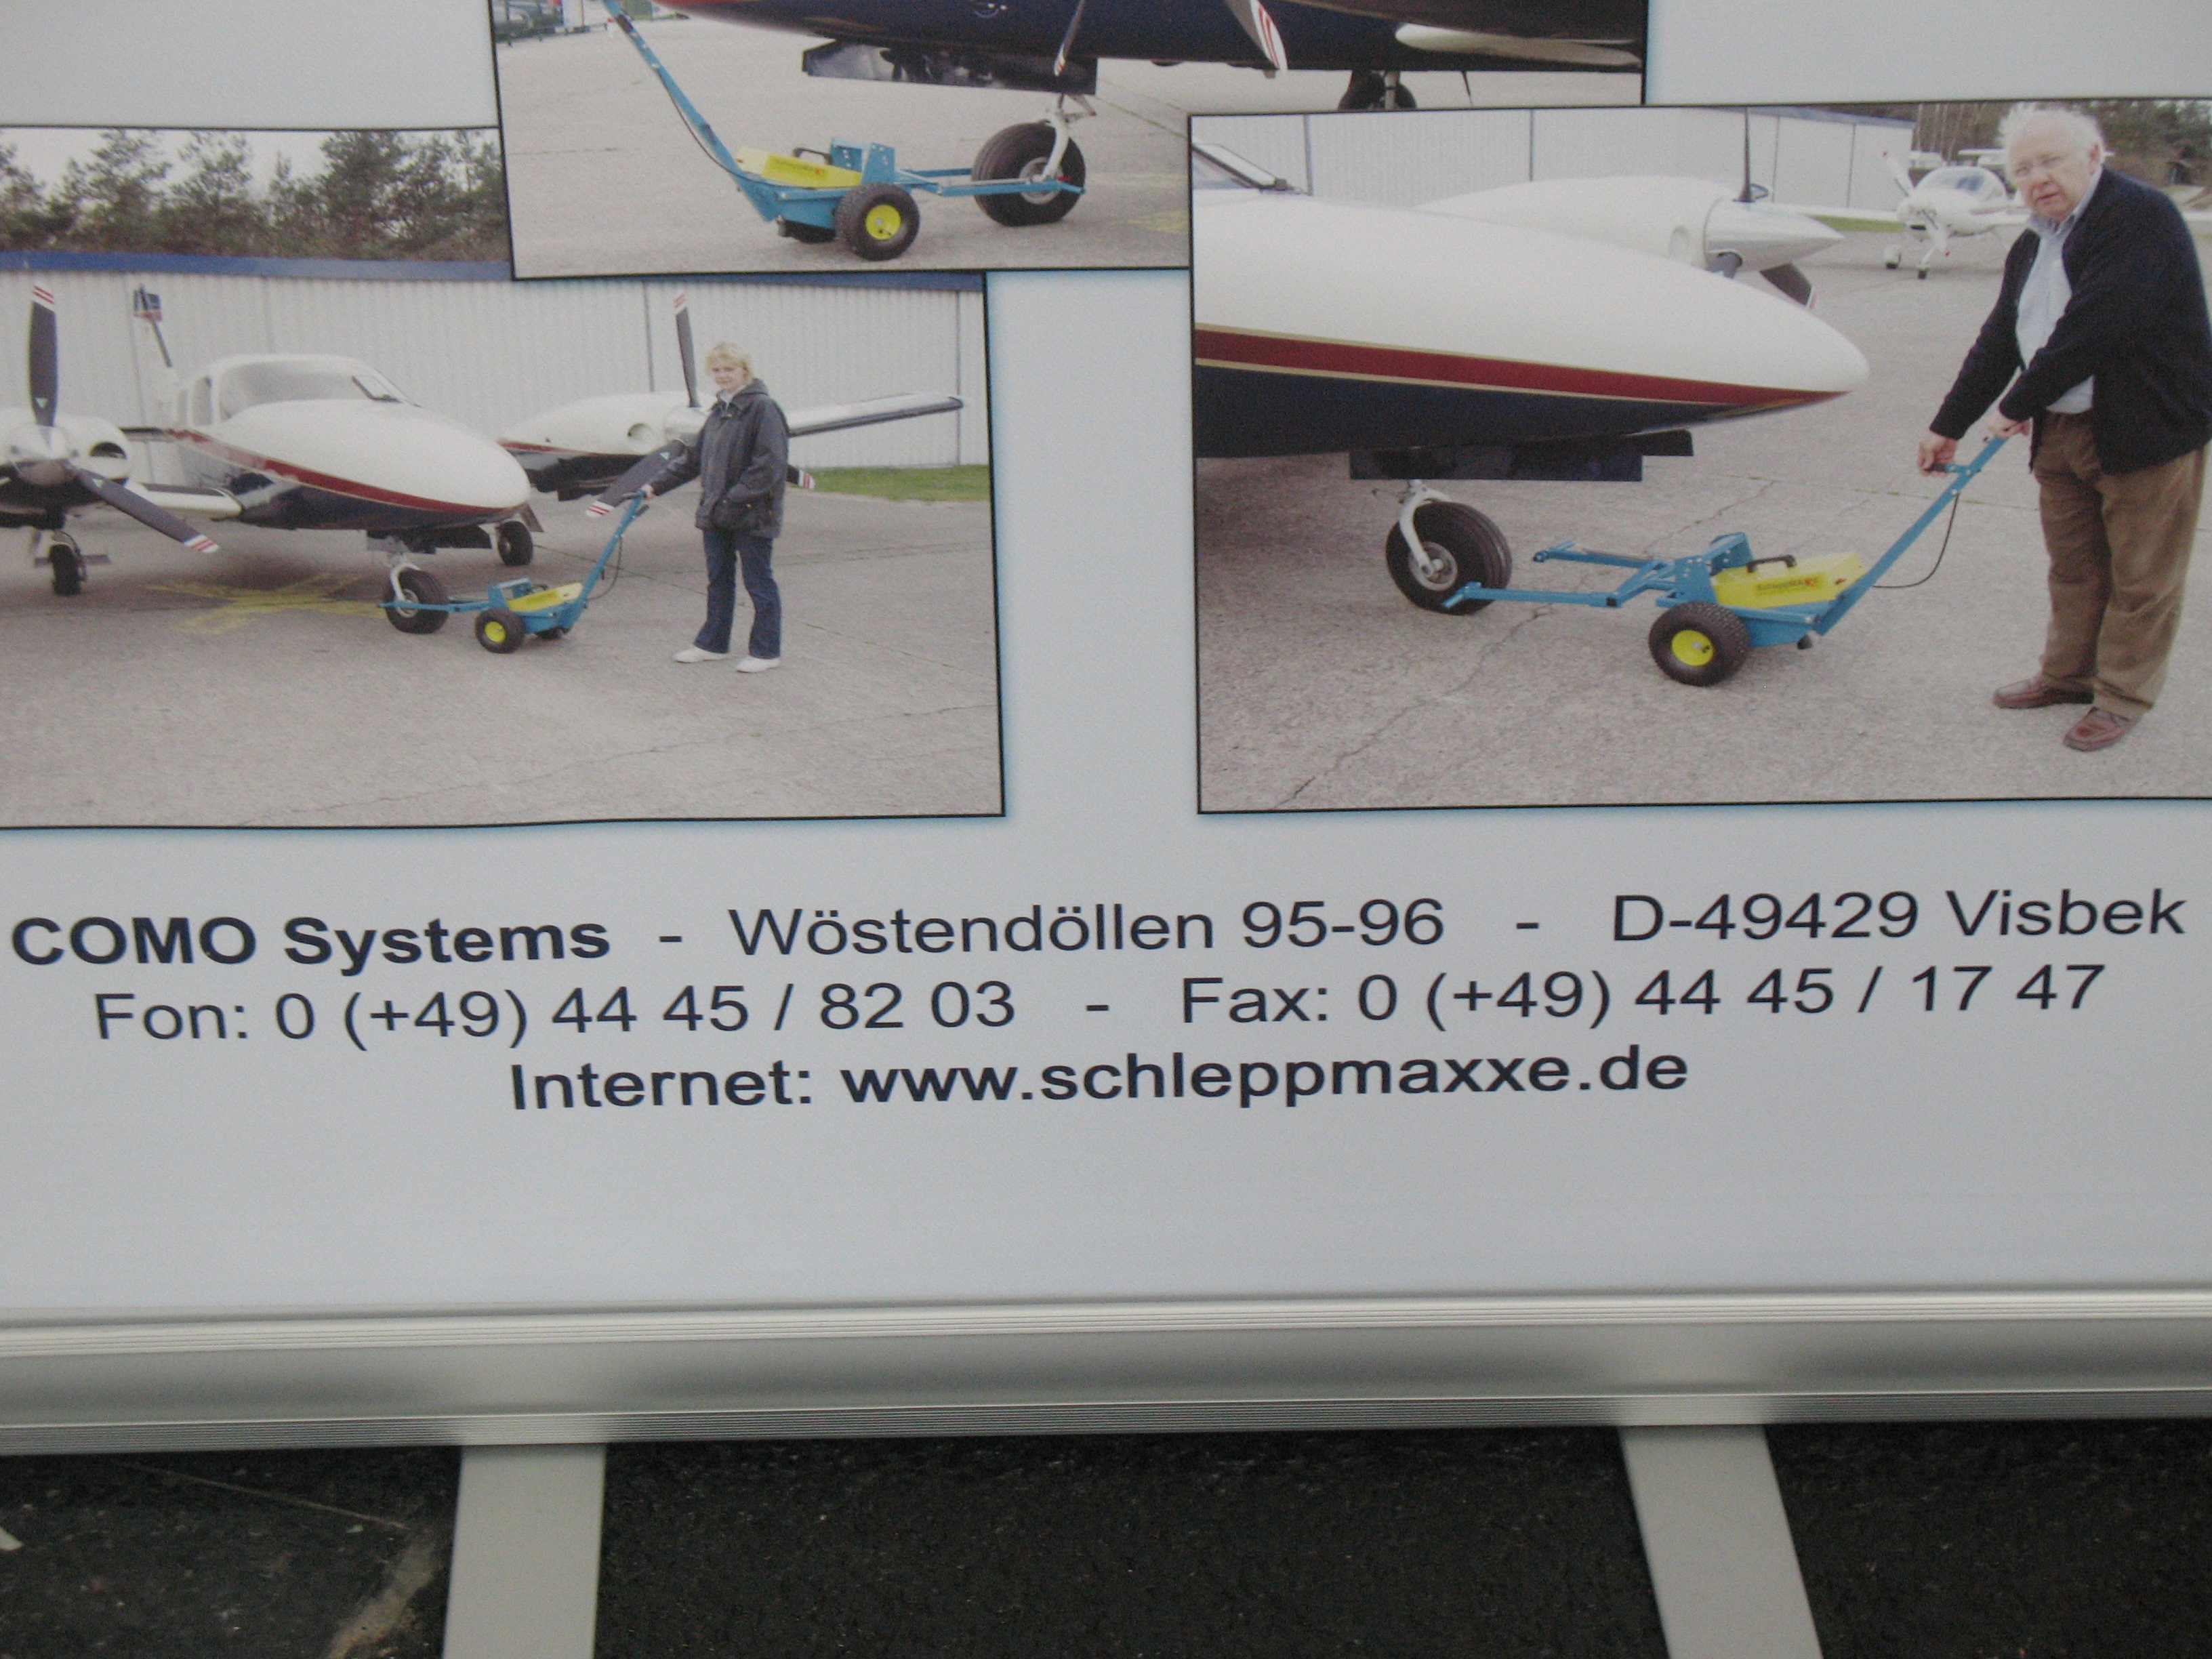 COMO Systems - Wöstendöllen 95-96 - D-49429 Visbek
Fon: 0 (+49) 44 45 / 82 03 - Fax: 0 (+49) 44 45 / 17 47
Internet: www.schleppmaxxe.de